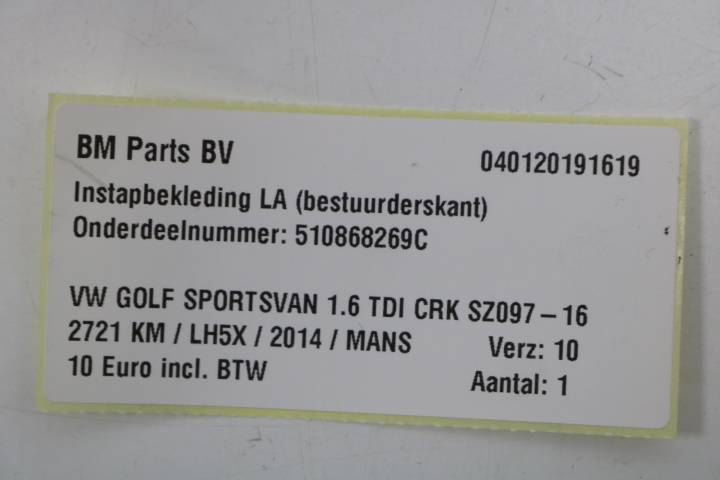 BM Parts BV 040120191619
Instapbekleding LA (bestuurderskant)
Onderdeelnummer: 510868269C
VW GOLF SPORTSVAN 1.6 TDI CRK SZ097-16
2721 KM / LH5X / 2014 / MANS Verz: 10
10 Euro incl. BTW Aantal: 1